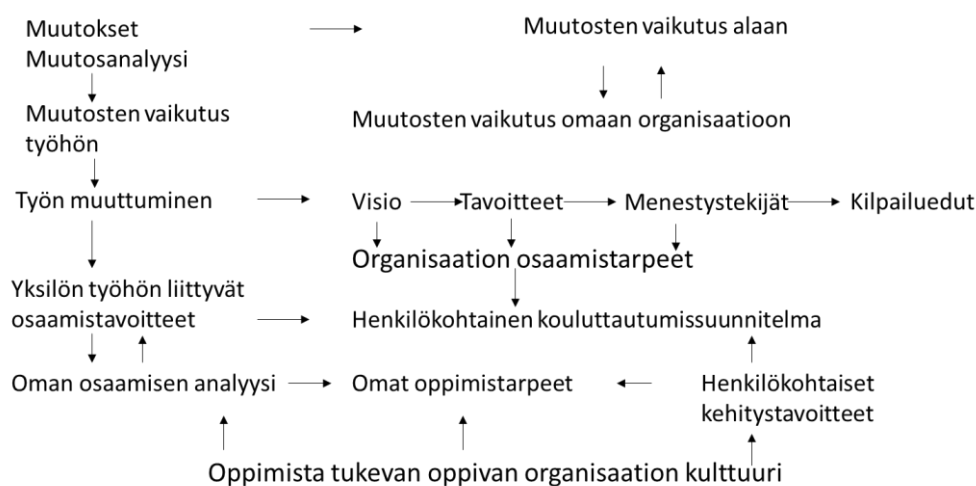 Muutokset
Muutosanalyysi
Muutosten vaikutus alaan
Muutosten vaikutus
työhön
Muutosten vaikutus omaan organisaatioon
Työn muuttuminen
Visio
Tavoitteet
Menestystekijät
Kilpailuedut
Organisaation osaamistarpeet
Yksilön työhön liittyvät
osaamistavoitteet
Henkilökohtainen kouluttautumissuunnitelma
Oman osaamisen analyysi
Omat oppimistarpeet
Henkilökohtaiset
kehitystavoitteet
Oppimista tukevan oppivan organisaation kulttuuri